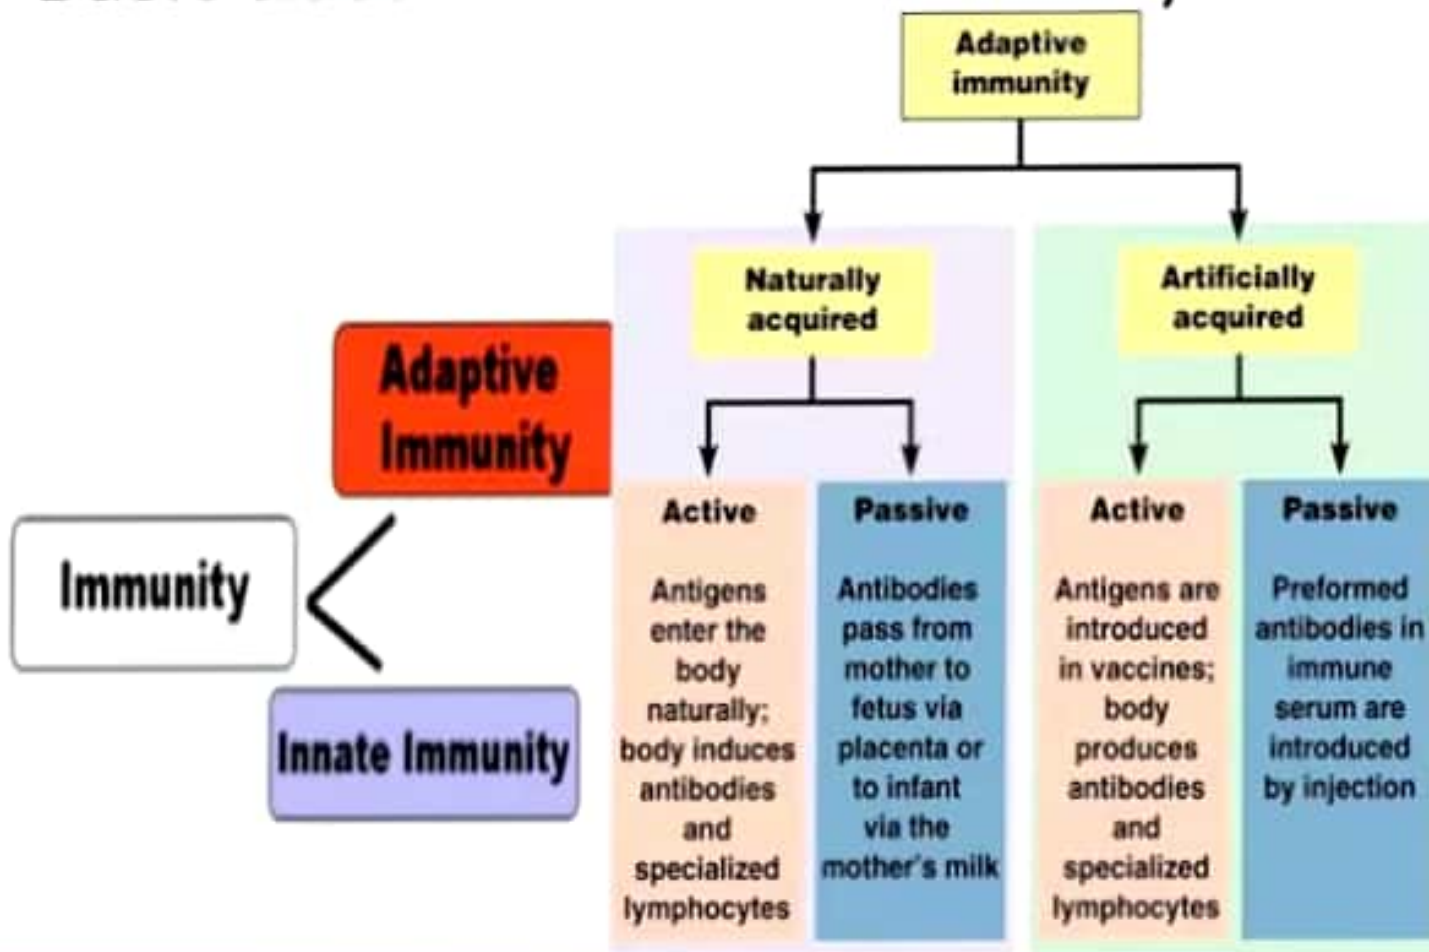 Adaptive
immunity
Naturally
acquired
Artificially
acquired
Adaptive
Immunity
Immunity
Innate Immunity
Active
Antigens
enter the
body
naturally;
body induces
antibodies
and
specialized
lymphocytes
Passive
Antibodies
pass from
mother to
fetus via
placenta or
to infant
via the
mother's milk
Active
Antigens are
introduced
in vaccines;
body
produces
antibodies
and
specialized
lymphocytes
Passive
Preformed
antibodies in
immune
serum are
introduced
by injection